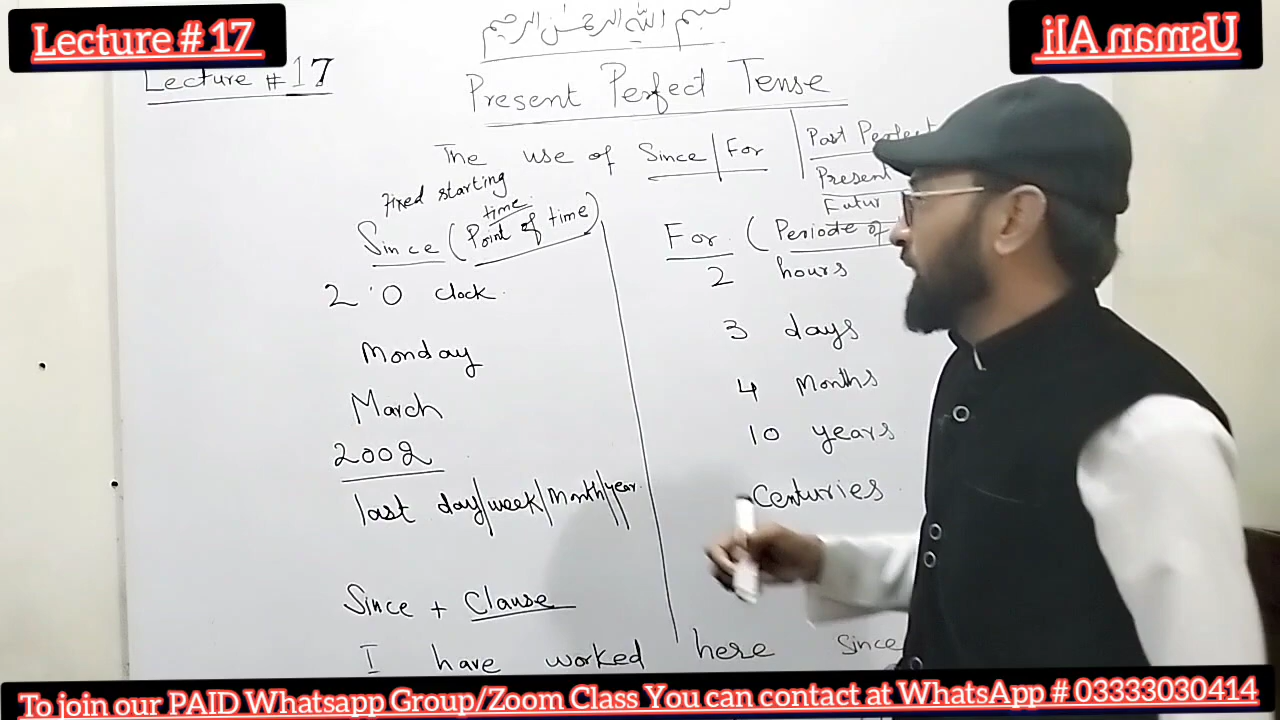 Lecture # 17
Usman Ali
بسم اللہ الرحمٰن الرحیم
Lecture # 17
Present Perfect Tense
The use of Since | For
Past Perfect
Present
Futur
Fixed starting
time
Since (Point of time)
For (Periode of
2 'O clock
2 hours
Monday
3 days
March
4 Months
2002
10 years
last day/week/Month/year
Centuries
Since + Clause
I have worked here since
To join our PAID Whatsapp Group/Zoom Class You can contact at WhatsApp # 03333030414